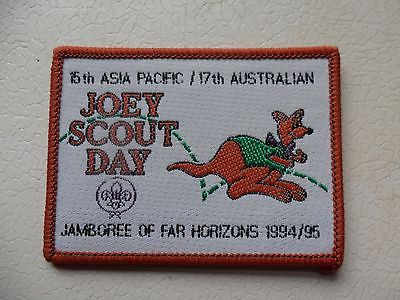 15th ASIA PACIFIC / 17th AUSTRALIAN
JOEY
SCOUT
DAY
JAMBOREE OF FAR HORIZONS 1994/95